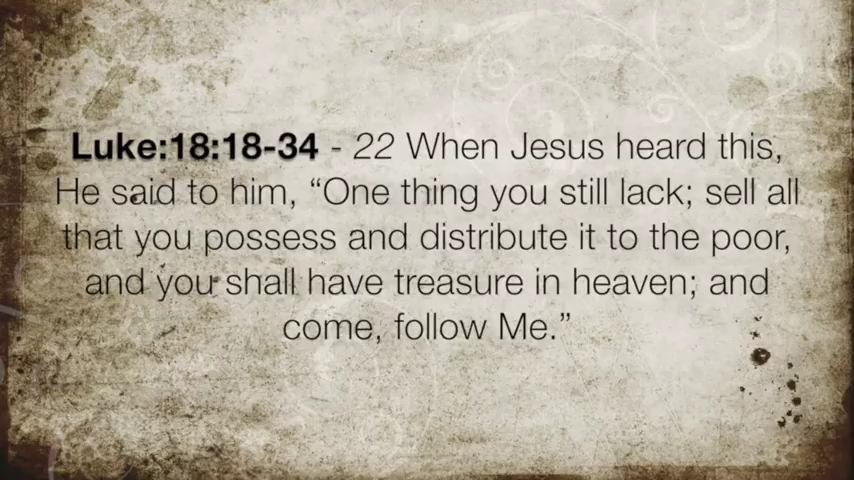 Luke:18:18-34 - 22 When Jesus heard this,
He said to him, “One thing you still lack; sell all
that you possess and distribute it to the poor,
and you shall have treasure in heaven; and
come, follow Me.”